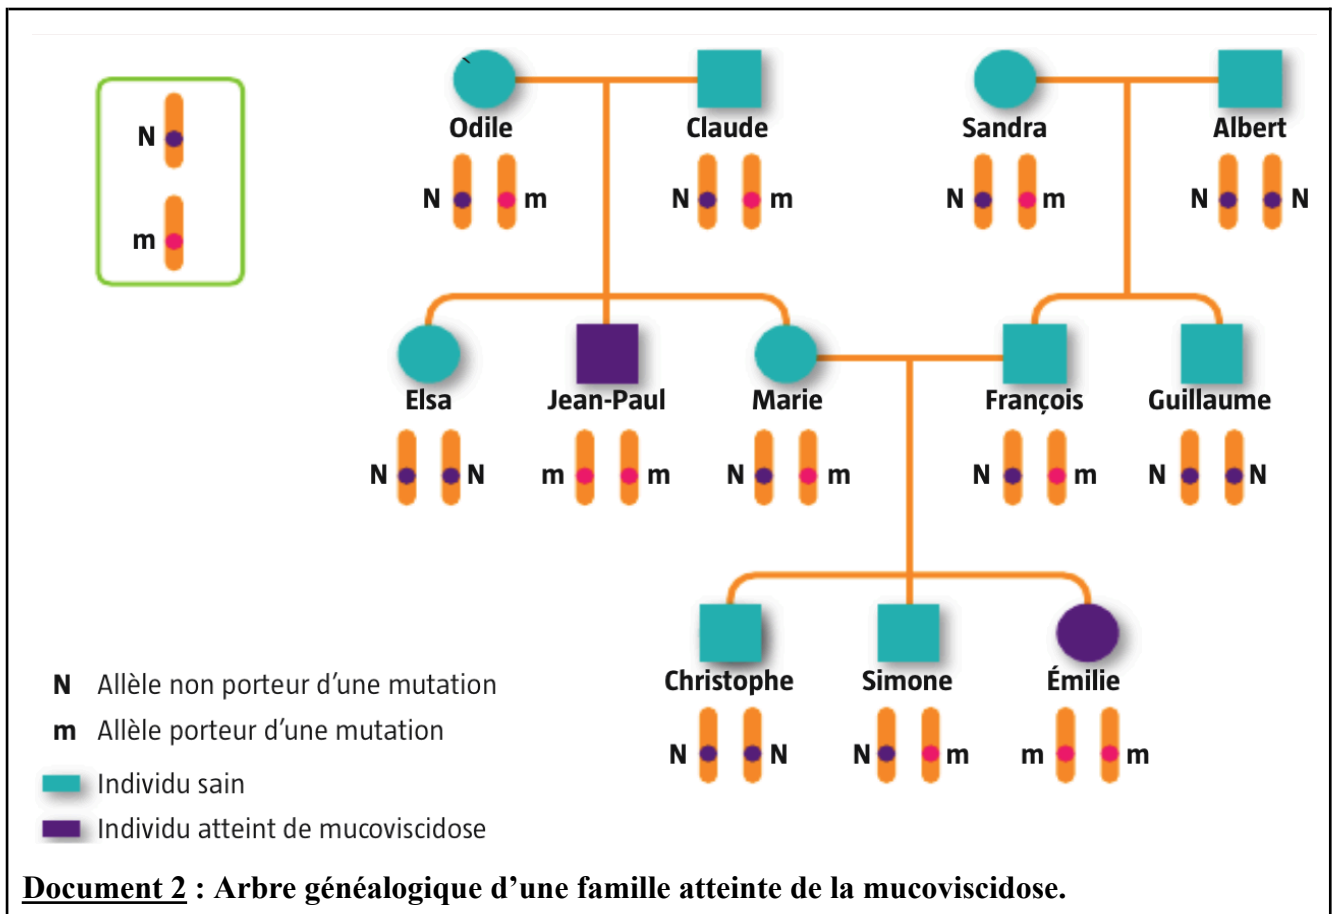 Odile Claude Sandra Albert
N
m
N m N m N m N N
Elsa Jean-Paul Marie François Guillaume
N N m m N m N m N N
Christophe Simone Émilie
N N N m m m
N Allèle non porteur d'une mutation
m Allèle porteur d'une mutation
Individu sain
Individu atteint de mucoviscidose
Document 2 : Arbre généalogique d'une famille atteinte de la mucoviscidose.